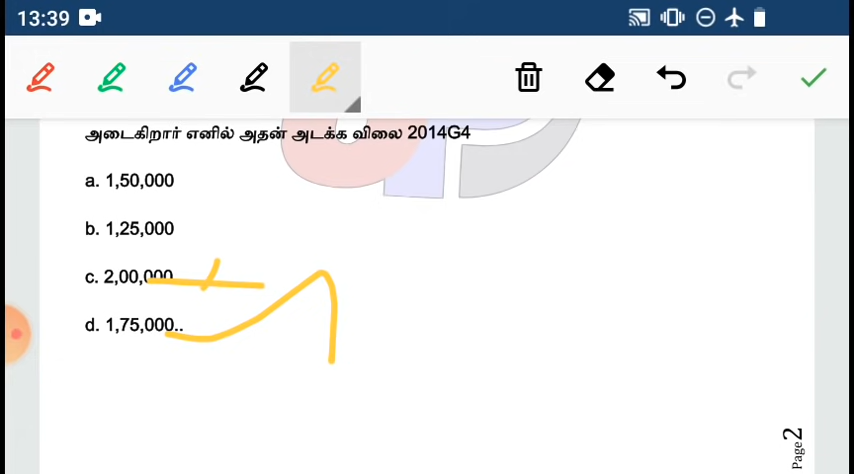 13:39
அடைகிறார் எனில் அதன் அடக்க விலை 2014G4
a. 1,50,000
b. 1,25,000
c. 2,00,000
d. 1,75,000..
Page 2